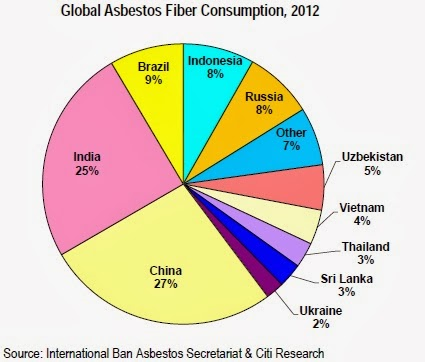 Global Asbestos Fiber Consumption, 2012
Indonesia
8%
Russia
8%
Other
7%
Uzbekistan
5%
Vietnam
4%
Thailand
3%
Sri Lanka
3%
Ukraine
2%
China
27%
India
25%
Brazil
9%
Source: International Ban Asbestos Secretariat & Citi Research